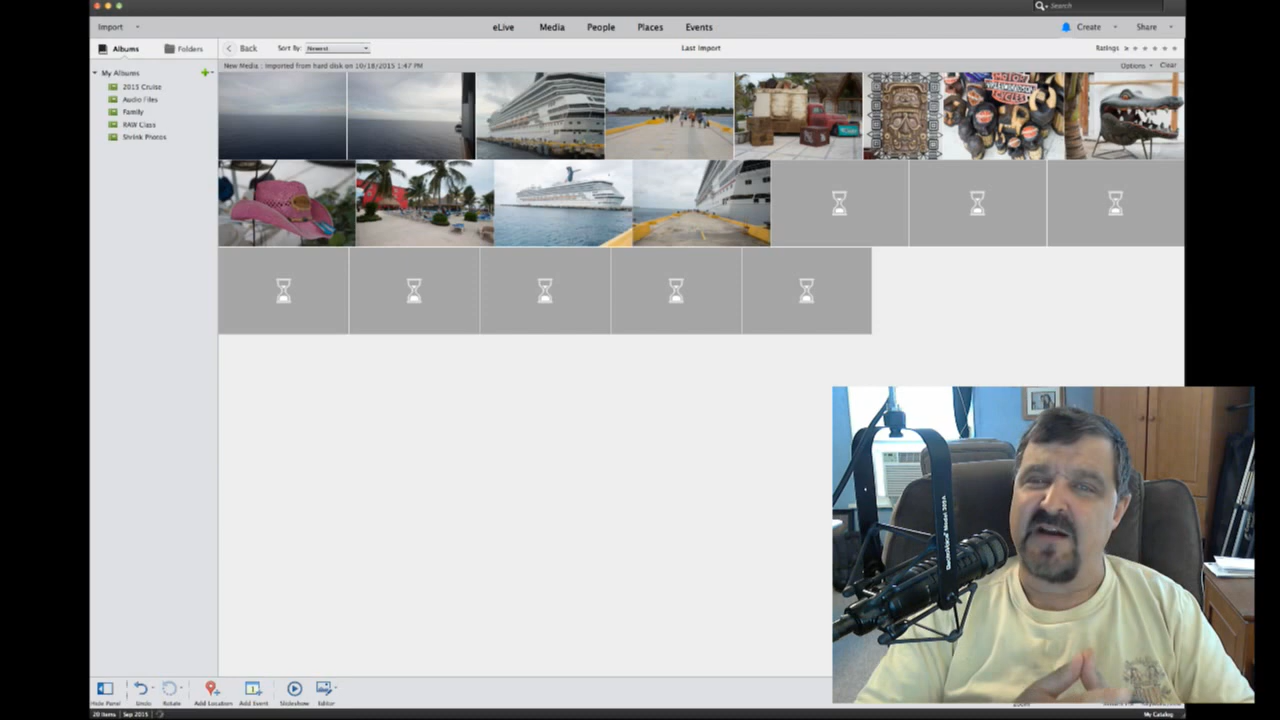 Search
Import
eLive Media People Places Events
Create Share
Albums Folders
Back Sort By: Newest
Last Import
Ratings
New Media : Imported from hard disk on 10/18/2015 1:47 PM
Options Clear
My Albums
2015 Cruise
Audio Files
Family
RAW Class
Shrink Photos
MOTOR
CYCLES
Hide Panel Undo Rotate Add Location Add Event Slideshow Editor
Zoom
20 Items Sep 2015
My Catalog